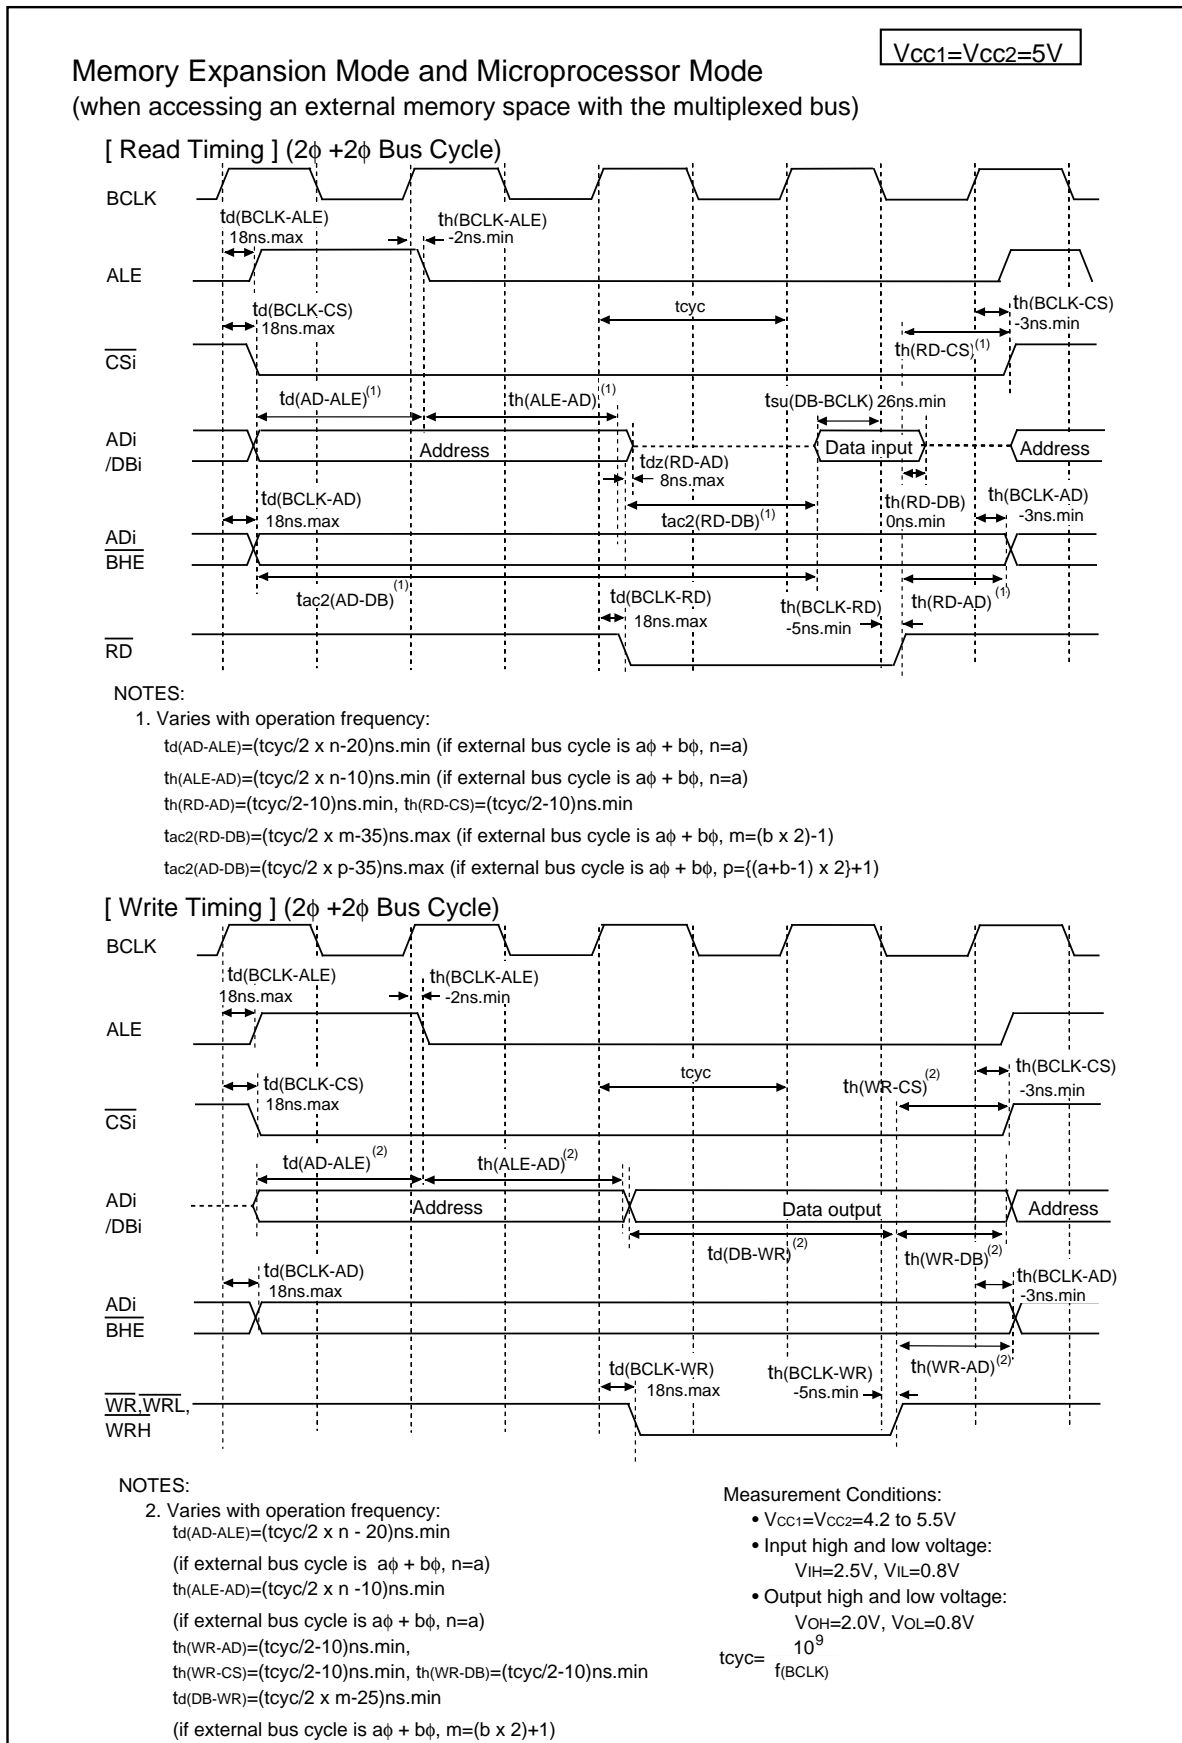 Vcc1=Vcc2=5V
Memory Expansion Mode and Microprocessor Mode
(when accessing an external memory space with the multiplexed bus)
[ Read Timing ] (2ϕ +2ϕ Bus Cycle)
BCLK
td(BCLK-ALE)
18ns.max
th(BCLK-ALE)
-2ns.min
ALE
td(BCLK-CS)
18ns.max
tcyc
th(BCLK-CS)
-3ns.min
th(RD-CS)(1)
CSi
td(AD-ALE)(1)
th(ALE-AD)(1)
tsu(DB-BCLK) 26ns.min
ADi
/DBi
Address
Data input
Address
tdz(RD-AD)
8ns.max
td(BCLK-AD)
18ns.max
tac2(RD-DB)(1)
th(RD-DB)
0ns.min
th(BCLK-AD)
-3ns.min
ADi
BHE
tac2(AD-DB)(1)
td(BCLK-RD)
18ns.max
th(BCLK-RD)
-5ns.min
th(RD-AD)(1)
RD
NOTES:
1. Varies with operation frequency:
td(AD-ALE)=(tcyc/2 x n-20)ns.min (if external bus cycle is aϕ + bϕ, n=a)
th(ALE-AD)=(tcyc/2 x n-10)ns.min (if external bus cycle is aϕ + bϕ, n=a)
th(RD-AD)=(tcyc/2-10)ns.min, th(RD-CS)=(tcyc/2-10)ns.min
tac2(RD-DB)=(tcyc/2 x m-35)ns.max (if external bus cycle is aϕ + bϕ, m=(b x 2)-1)
tac2(AD-DB)=(tcyc/2 x p-35)ns.max (if external bus cycle is aϕ + bϕ, p={(a+b-1) x 2}+1)
[ Write Timing ] (2ϕ +2ϕ Bus Cycle)
BCLK
td(BCLK-ALE)
18ns.max
th(BCLK-ALE)
-2ns.min
ALE
td(BCLK-CS)
18ns.max
tcyc
th(WR-CS)(2)
th(BCLK-CS)
-3ns.min
CSi
td(AD-ALE)(2)
th(ALE-AD)(2)
ADi
/DBi
Address
Data output
Address
td(DB-WR)(2)
th(WR-DB)(2)
td(BCLK-AD)
18ns.max
th(BCLK-AD)
-3ns.min
ADi
BHE
td(BCLK-WR)
18ns.max
th(BCLK-WR)
-5ns.min
th(WR-AD)(2)
WR,WRL,
WRH
NOTES:
2. Varies with operation frequency:
td(AD-ALE)=(tcyc/2 x n - 20)ns.min
(if external bus cycle is aϕ + bϕ, n=a)
th(ALE-AD)=(tcyc/2 x n -10)ns.min
(if external bus cycle is aϕ + bϕ, n=a)
th(WR-AD)=(tcyc/2-10)ns.min,
th(WR-CS)=(tcyc/2-10)ns.min, th(WR-DB)=(tcyc/2-10)ns.min
td(DB-WR)=(tcyc/2 x m-25)ns.min
(if external bus cycle is aϕ + bϕ, m=(b x 2)+1)
Measurement Conditions:
• VCC1=VCC2=4.2 to 5.5V
• Input high and low voltage:
VIH=2.5V, VIL=0.8V
• Output high and low voltage:
VOH=2.0V, VOL=0.8V
tcyc= 10^9
f(BCLK)